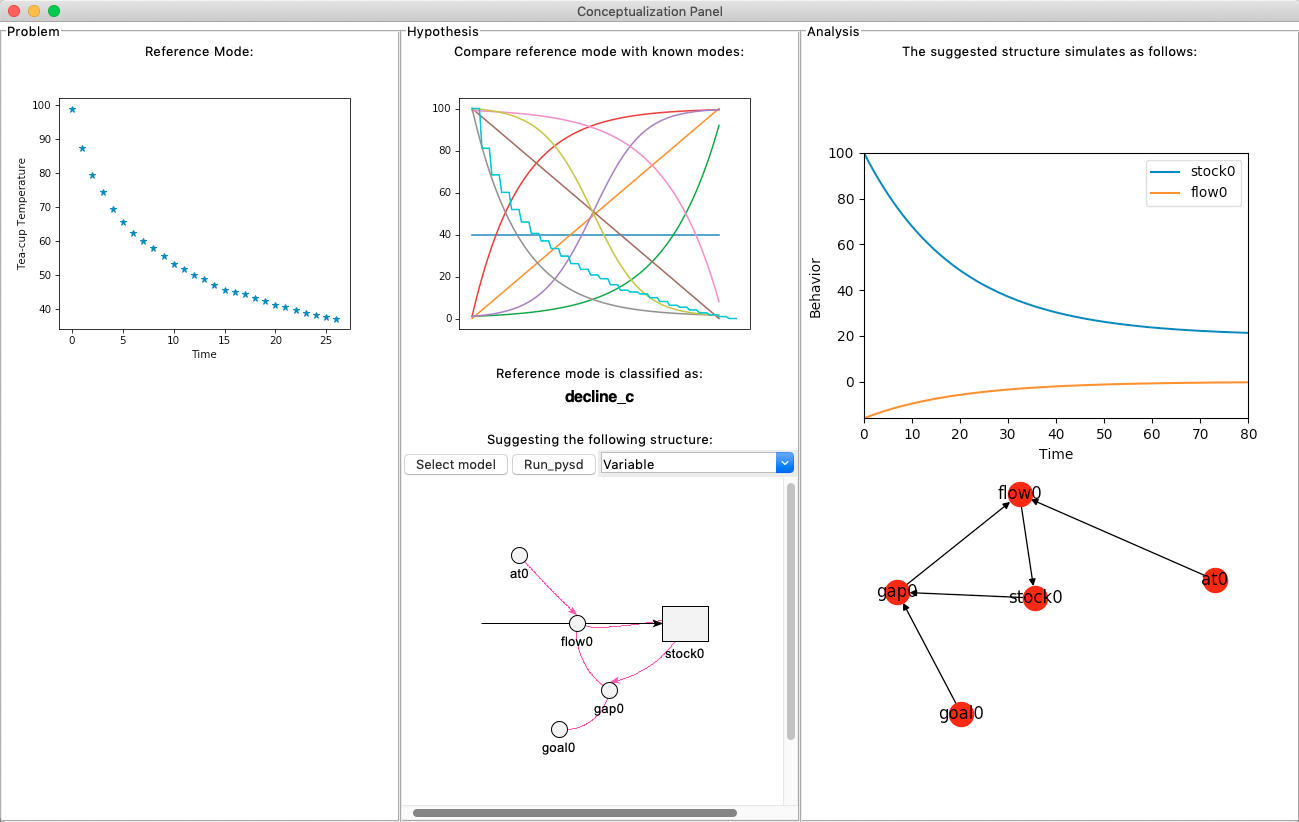 Conceptualization Panel
Problem
Reference Mode:
100
90
80
70
60
50
40
Tea-cup Temperature
0 5 10 15 20 25
Time
Hypothesis
Compare reference mode with known modes:
100
80
60
40
20
0
Reference mode is classified as:
decline_c
Suggesting the following structure:
Select model Run_pysd Variable
at0
flow0
stock0
gap0
goal0
Analysis
The suggested structure simulates as follows:
100
80
60
40
20
0
Behavior
stock0
flow0
0 10 20 30 40 50 60 70 80
Time
flow0
at0
gap0
stock0
goal0